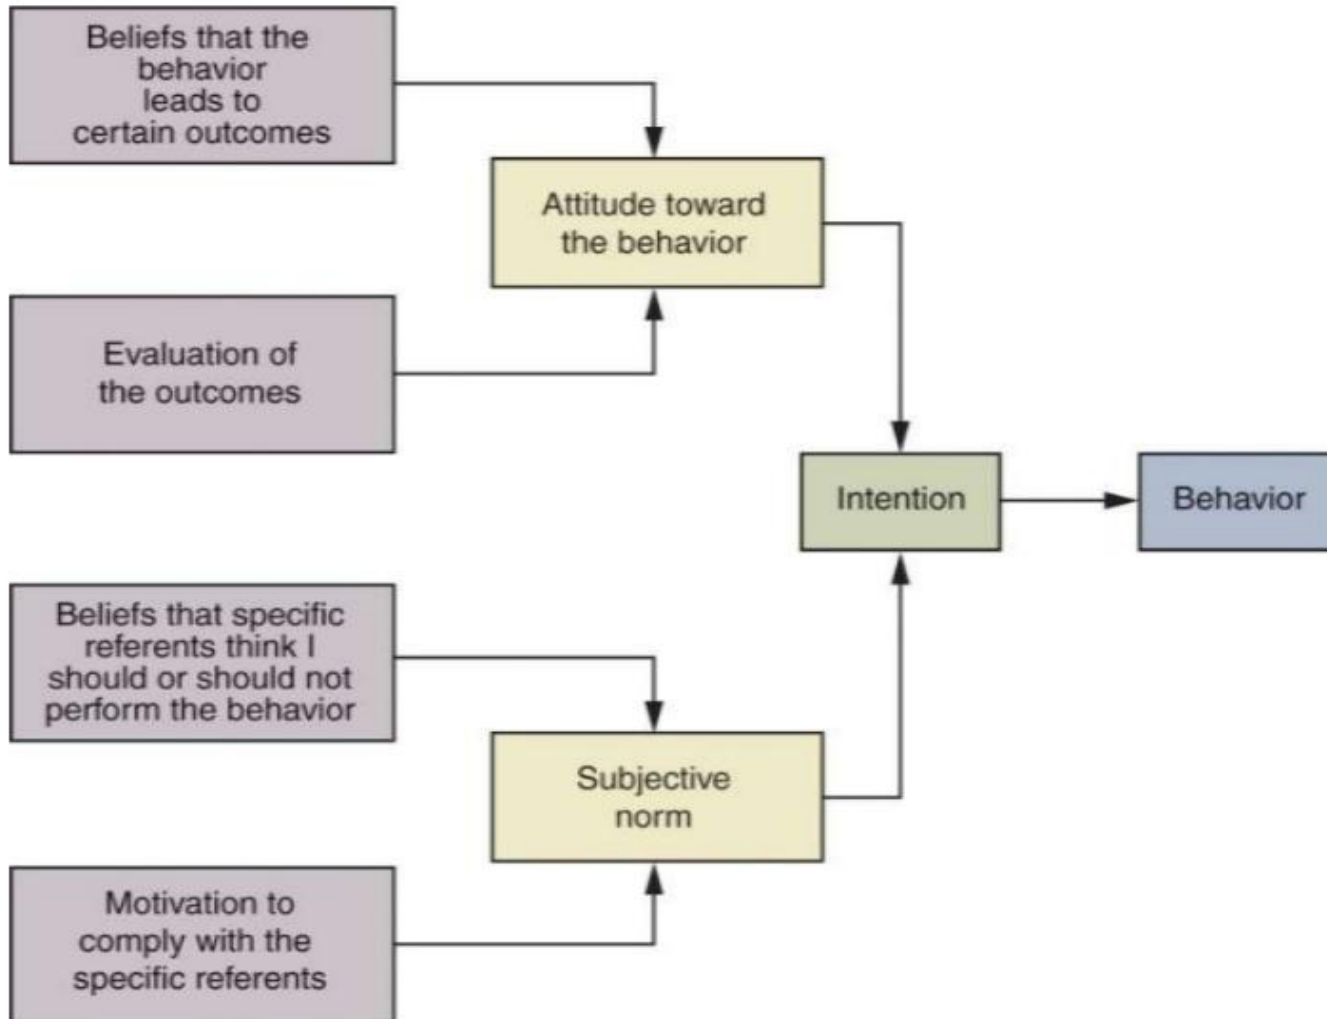 Beliefs that the
behavior
leads to
certain outcomes
Attitude toward
the behavior
Evaluation of
the outcomes
Intention
Behavior
Beliefs that specific
referents think I
should or should not
perform the behavior
Subjective
norm
Motivation to
comply with the
specific referents